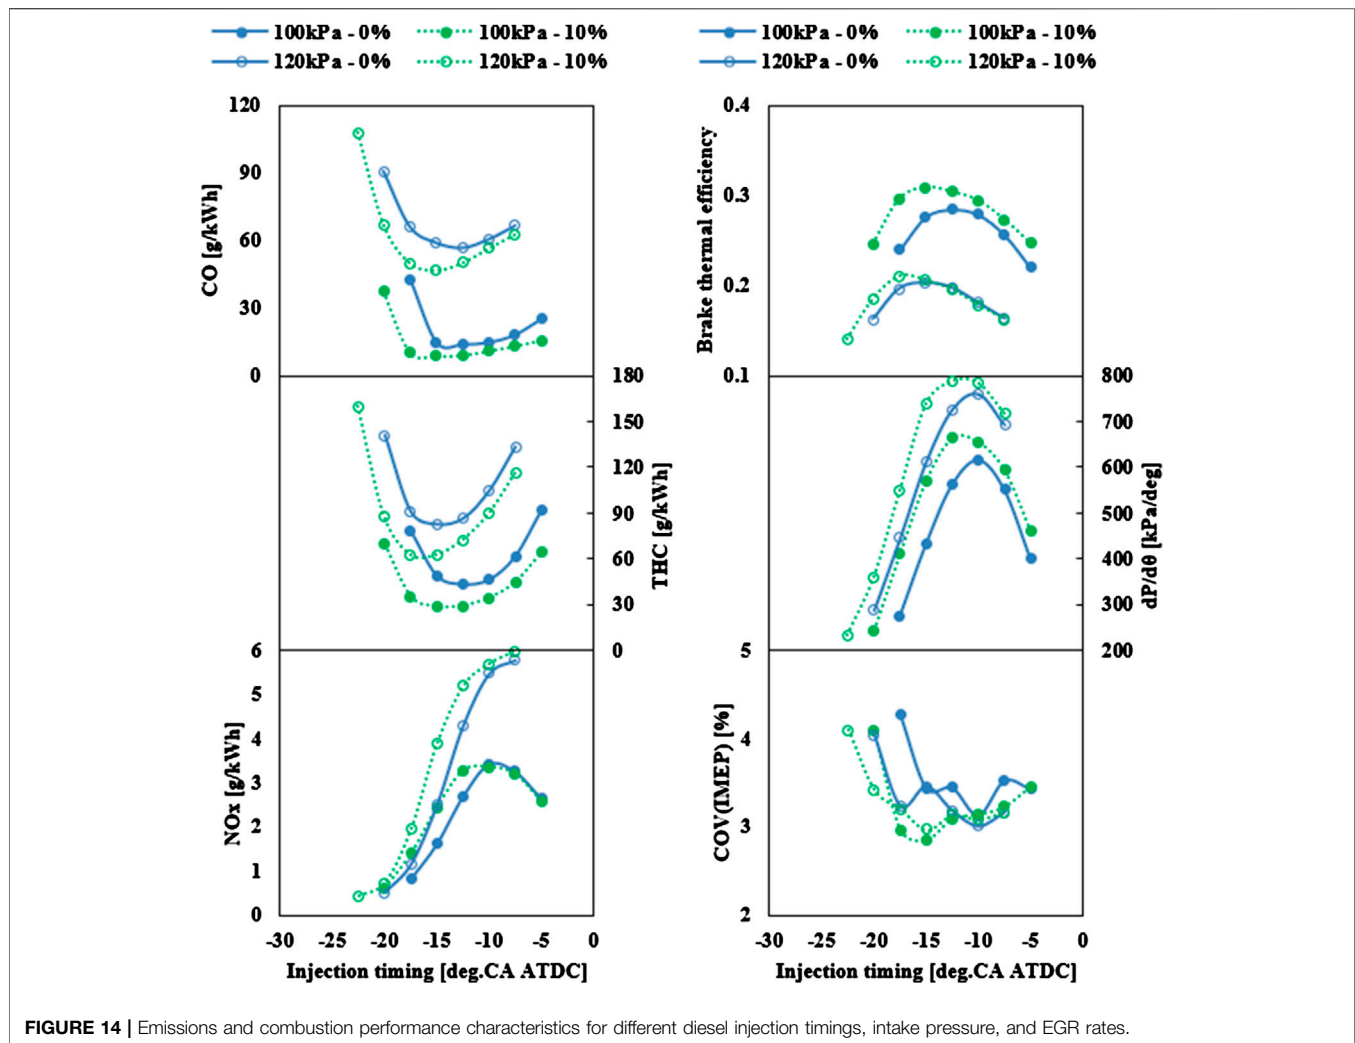 100kPa - 0% 100kPa - 10%
120kPa - 0% 120kPa - 10%
120
90
60
30
0
CO [g/kWh]
180
150
120
90
60
30
0
THC [g/kWh]
6
5
4
3
2
1
0
NOx [g/kWh]
-30 -25 -20 -15 -10 -5 0
Injection timing [deg.CA ATDC]
100kPa - 0% 100kPa - 10%
120kPa - 0% 120kPa - 10%
0.4
0.3
0.2
0.1
Brake thermal efficiency
800
700
600
500
400
300
200
dP/dθ [kPa/deg]
5
4
3
2
COV(IMEP) [%]
-30 -25 -20 -15 -10 -5 0
Injection timing [deg.CA ATDC]
FIGURE 14 | Emissions and combustion performance characteristics for different diesel injection timings, intake pressure, and EGR rates.